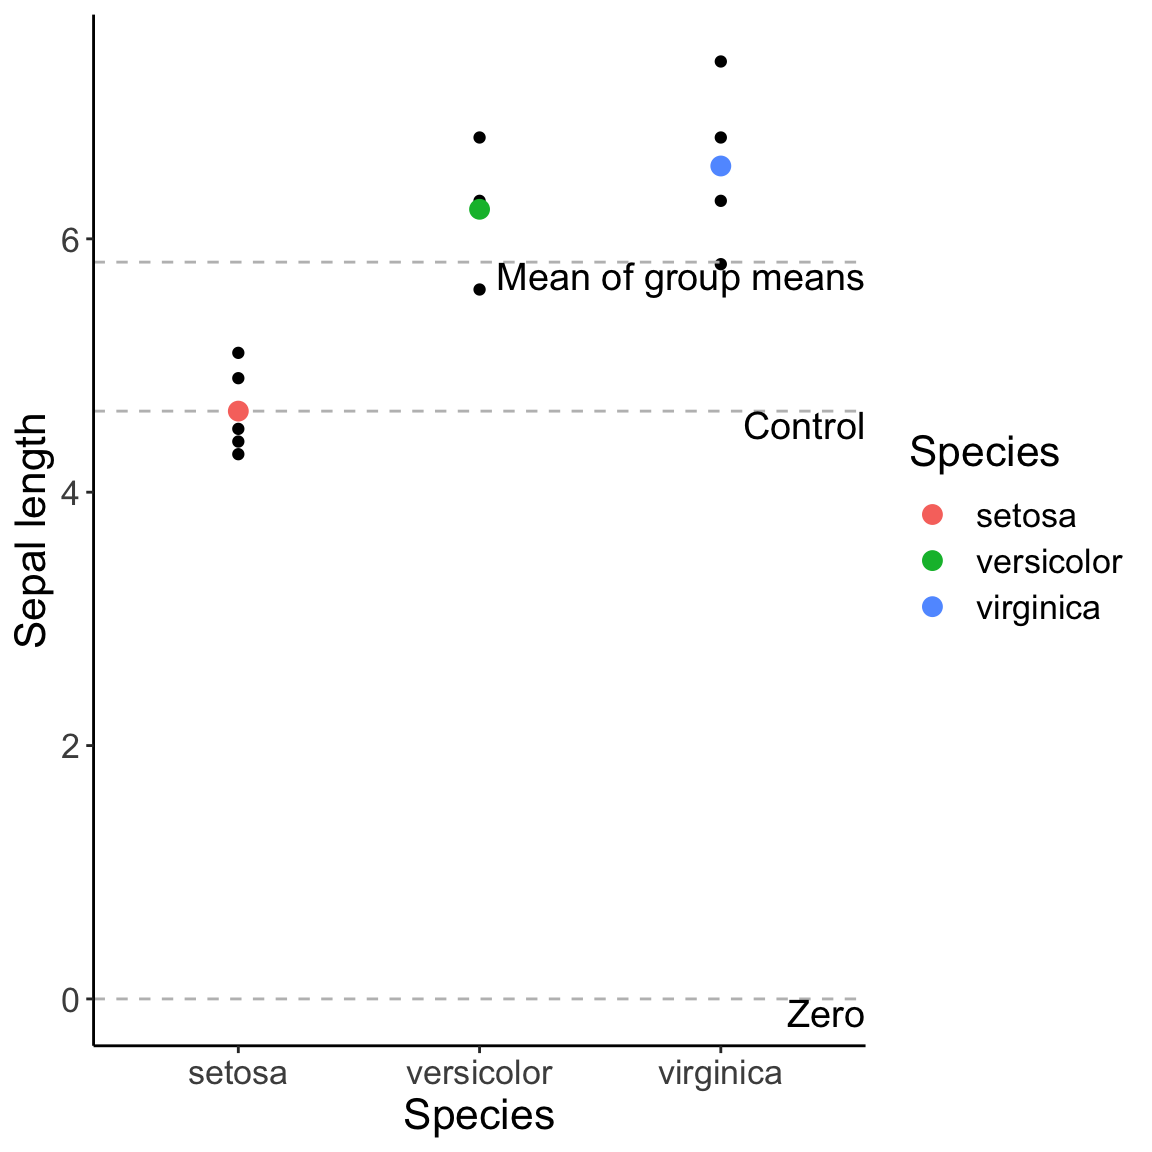 Sepal length
6
4
2
0
Mean of group means
Control
Zero
setosa
versicolor
virginica
Species
Species
setosa
versicolor
virginica